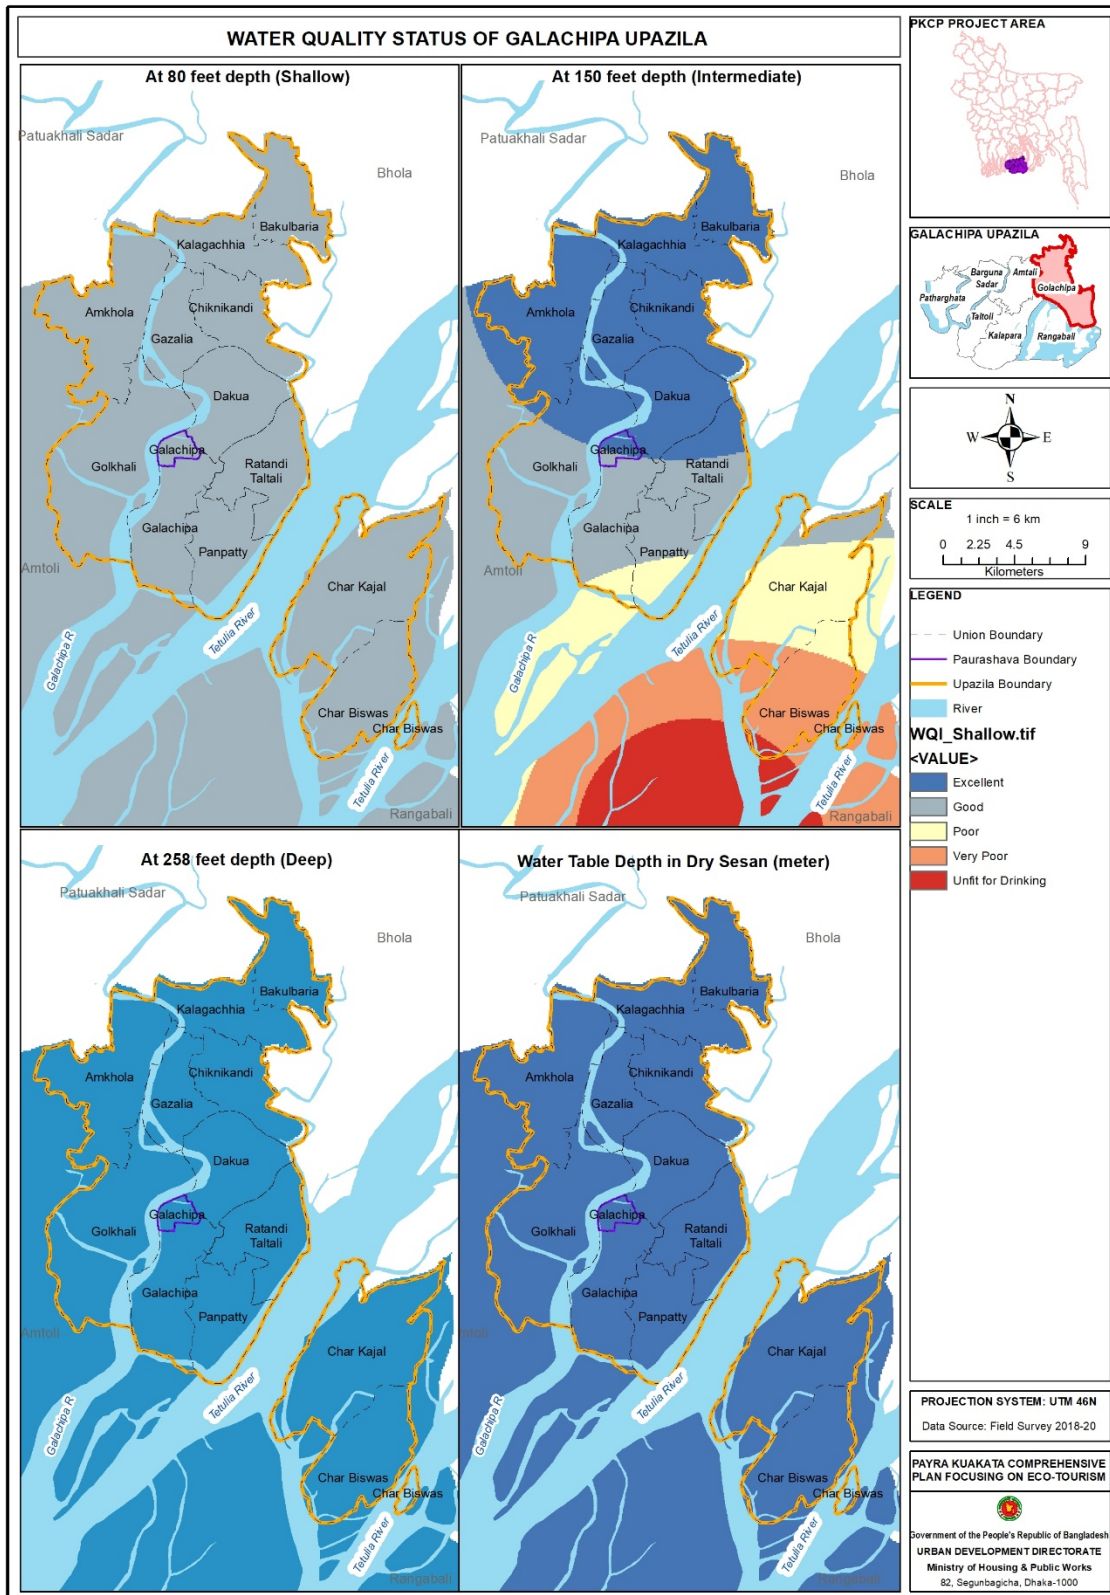 WATER QUALITY STATUS OF GALACHIPA UPAZILA
At 80 feet depth (Shallow)
Patuakhali Sadar
Bhola
Bakulbaria
Kalagachhia
Amkhola
Chiknikandi
Gazalia
Dakua
Galachipa
Golkhali
Ratandi
Taltali
Galachipa
Panpatty
Amtoli
Char Kajal
Galachipa R
Tetulia River
Char Biswas
Char Biswas
Tetulia River
Rangabali
At 150 feet depth (Intermediate)
Patuakhali Sadar
Bhola
Bakulbaria
Kalagachhia
Amkhola
Chiknikandi
Gazalia
Dakua
Galachipa
Golkhali
Ratandi
Taltali
Galachipa
Panpatty
Amtoli
Char Kajal
Galachipa R
Tetulia River
Char Biswas
Char Biswas
Tetulia River
Rangabali
At 258 feet depth (Deep)
Patuakhali Sadar
Bhola
Bakulbaria
Kalagachhia
Amkhola
Chiknikandi
Gazalia
Dakua
Galachipa
Golkhali
Ratandi
Taltali
Galachipa
Panpatty
Amtoli
Char Kajal
Galachipa R
Tetulia River
Char Biswas
Char Biswas
Tetulia River
Rangabali
Water Table Depth in Dry Sesan (meter)
Patuakhali Sadar
Bhola
Bakulbaria
Kalagachhia
Amkhola
Chiknikandi
Gazalia
Dakua
Galachipa
Golkhali
Ratandi
Taltali
Galachipa
Panpatty
mtoli
Char Kajal
Galachipa R
Tetulia River
Char Biswas
Char Biswas
Tetulia River
Rangabali
PKCP PROJECT AREA
GALACHIPA UPAZILA
Barguna
Sadar
Amtali
Golachipa
Patharghata
Taltoli
Kalapara
Rangabali
N
W
E
S
SCALE
1 inch = 6 km
0 2.25 4.5 9
Kilometers
LEGEND
Union Boundary
Paurashava Boundary
Upazila Boundary
River
WQI_Shallow.tif
<VALUE>
Excellent
Good
Poor
Very Poor
Unfit for Drinking
PROJECTION SYSTEM: UTM 46N
Data Source: Field Survey 2018-20
PAYRA KUAKATA COMPREHENSIVE
PLAN FOCUSING ON ECO-TOURISM
Government of the People's Republic of Bangladesh
URBAN DEVELOPMENT DIRECTORATE
Ministry of Housing & Public Works
82, Segunbagicha, Dhaka-1000